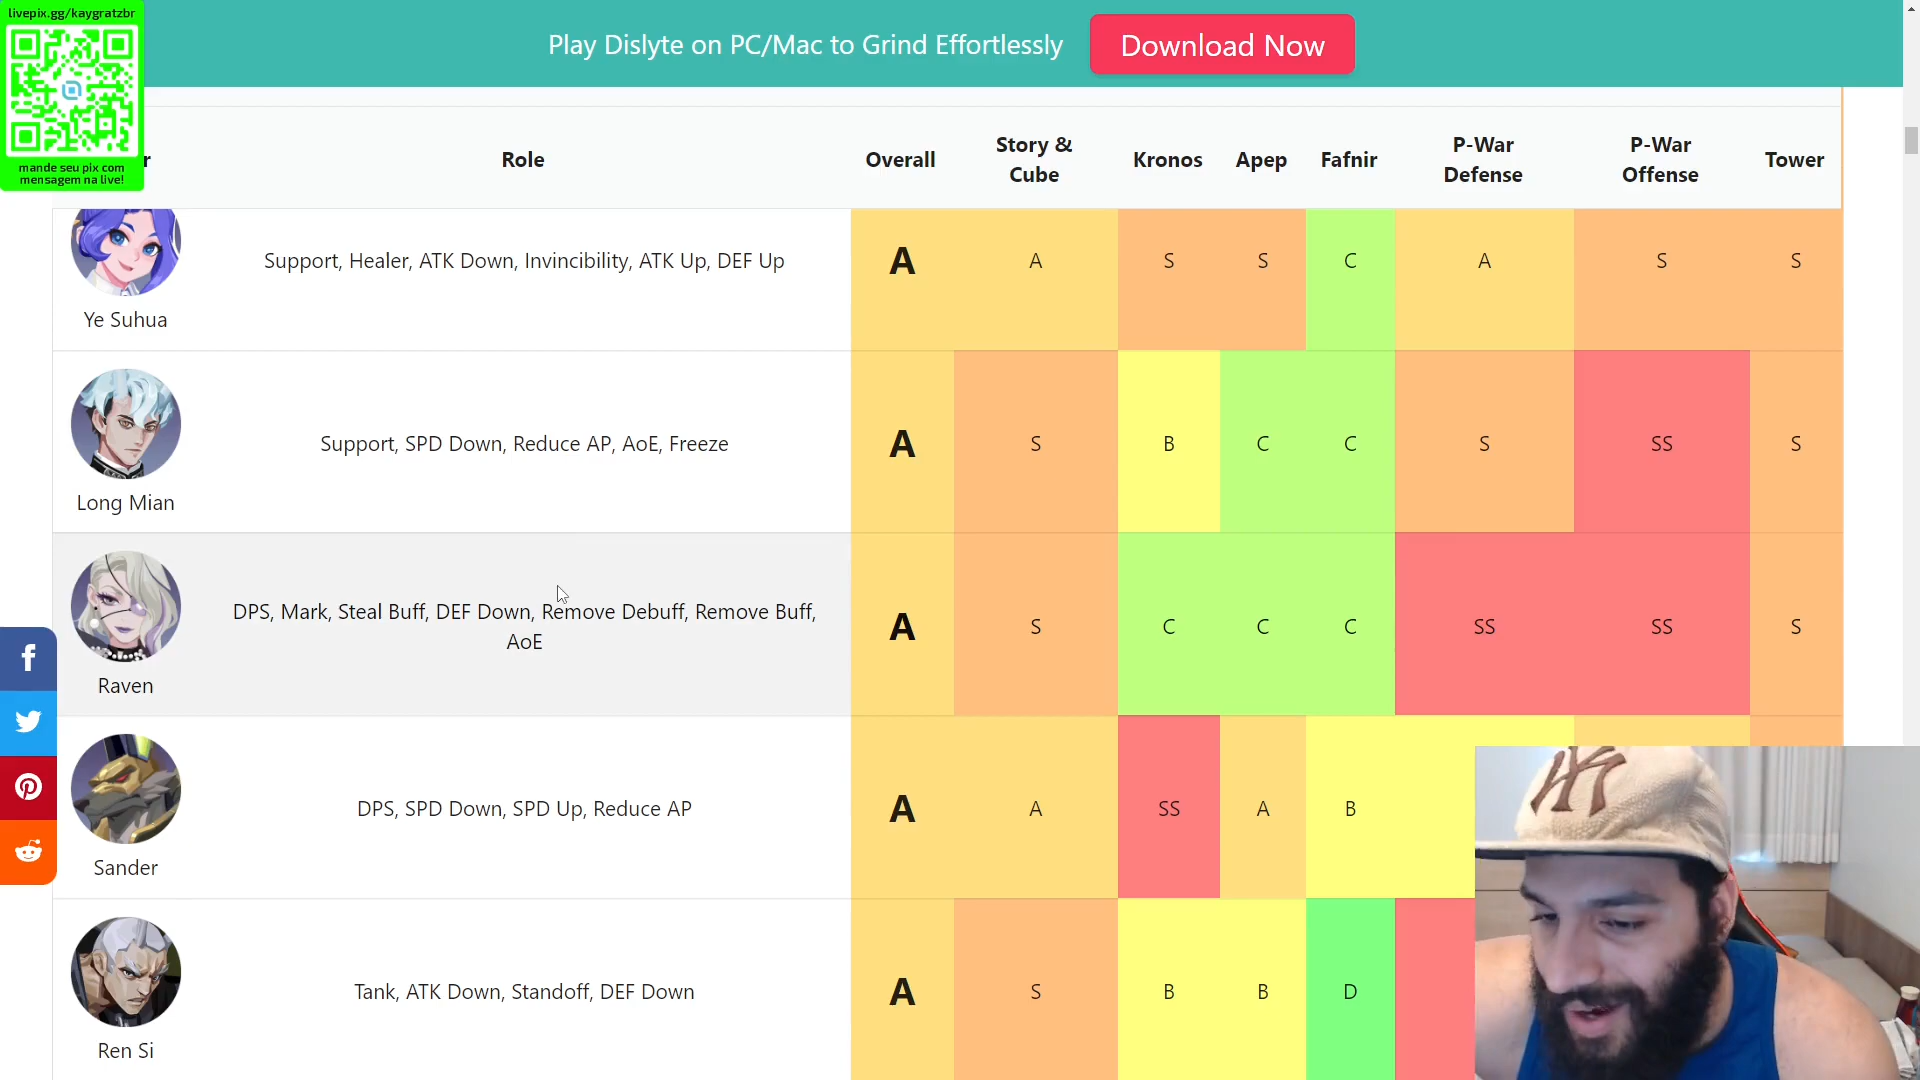 livepix.gg/kaygratzbr
mande seu pix com
mensagem na live!
Play Dislyte on PC/Mac to Grind Effortlessly
Download Now
r
Role
Overall
Story &
Cube
Kronos
Apep
Fafnir
P-War
Defense
P-War
Offense
Tower
Support, Healer, ATK Down, Invincibility, ATK Up, DEF Up
A
A
S
S
C
A
S
S
Ye Suhua
Support, SPD Down, Reduce AP, AoE, Freeze
A
S
B
C
C
S
SS
S
Long Mian
DPS, Mark, Steal Buff, DEF Down, Remove Debuff, Remove Buff,
AoE
A
S
C
C
C
SS
SS
S
Raven
DPS, SPD Down, SPD Up, Reduce AP
A
A
SS
A
B
Sander
Tank, ATK Down, Standoff, DEF Down
A
S
B
B
D
Ren Si